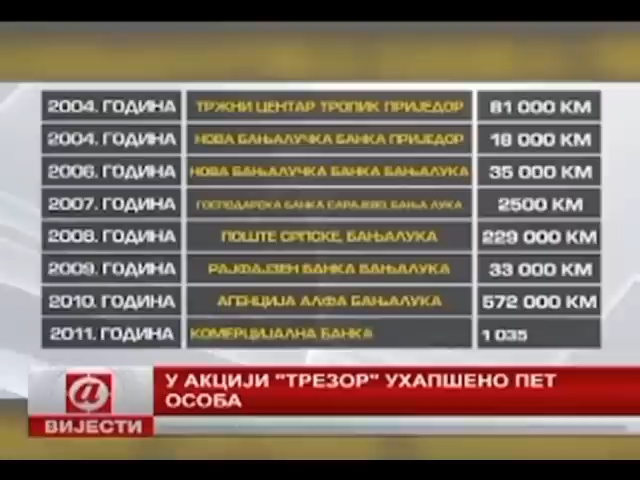 2004. ГОДИНА ТРЖНИ ЦЕНТАР ТРОПИК ПРИЈЕДОР 81 000 КМ
2004. ГОДИНА НОВА БАЊАЛУЧКА БАНКА ПРИЈЕДОР 18 000 КМ
2006. ГОДИНА НОВА БАЊАЛУЧКА БАНКА БАЊАЛУКА 35 000 КМ
2007. ГОДИНА ГОСПОДАРСКА БАНКА САРАЈЕВО, БАЊА ЛУКА 2500 КМ
2008. ГОДИНА ПОШТЕ СРПСКЕ, БАЊАЛУКА 229 000 КМ
2009. ГОДИНА РАЈФАЈЗЕН БАНКА БАЊАЛУКА 33 000 КМ
2010. ГОДИНА АГЕНЦИЈА АЛФА БАЊАЛУКА 572 000 КМ
2011. ГОДИНА КОМЕРЦИЈАЛНА БАНКА 1 035
@ У АКЦИЈИ "ТРЕЗОР" УХАПШЕНО ПЕТ
ОСОБА
ВИЈЕСТИ